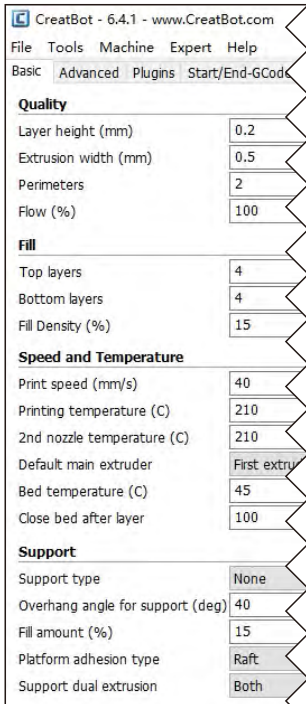 CreatBot - 6.4.1 - www.CreatBot.com
File Tools Machine Expert Help
Basic Advanced Plugins Start/End-GCode
Quality
Layer height (mm) 0.2
Extrusion width (mm) 0.5
Perimeters 2
Flow (%) 100
Fill
Top layers 4
Bottom layers 4
Fill Density (%) 15
Speed and Temperature
Print speed (mm/s) 40
Printing temperature (C) 210
2nd nozzle temperature (C) 210
Default main extruder First extru
Bed temperature (C) 45
Close bed after layer 100
Support
Support type None
Overhang angle for support (deg) 40
Fill amount (%) 15
Platform adhesion type Raft
Support dual extrusion Both